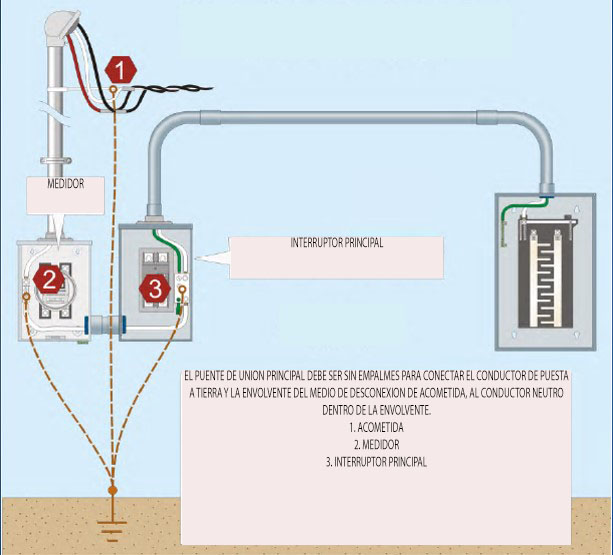 1
MEDIDOR
INTERRUPTOR PRINCIPAL
2
3
EL PUENTE DE UNION PRINCIPAL DEBE SER SIN EMPALMES PARA CONECTAR EL CONDUCTOR DE PUESTA
A TIERRA Y LA ENVOLVENTE DEL MEDIO DE DESCONEXION DE ACOMETIDA, AL CONDUCTOR NEUTRO
DENTRO DE LA ENVOLVENTE.
1. ACOMETIDA
2. MEDIDOR
3. INTERRUPTOR PRINCIPAL